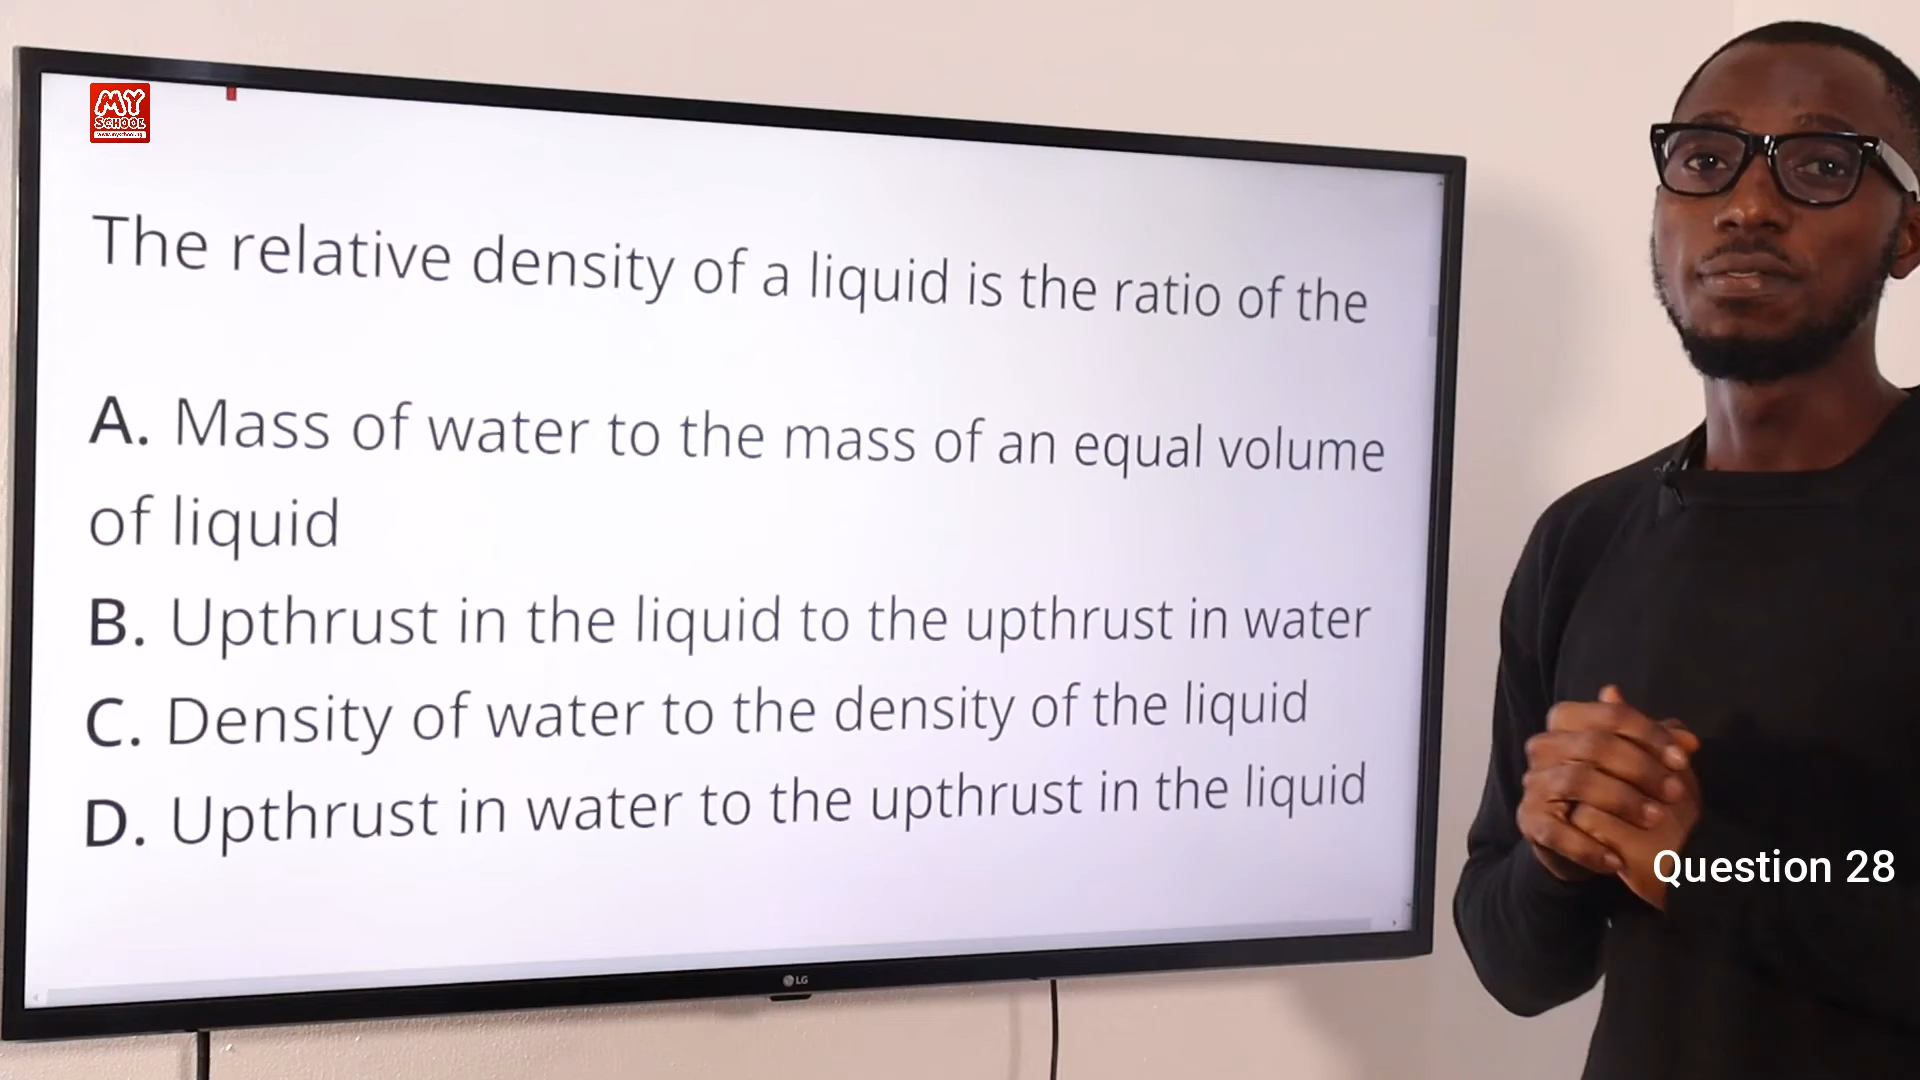 MY
SCHOOL
The relative density of a liquid is the ratio of the
A. Mass of water to the mass of an equal volume
of liquid
B. Upthrust in the liquid to the upthrust in water
C. Density of water to the density of the liquid
D. Upthrust in water to the upthrust in the liquid
Question 28
LG